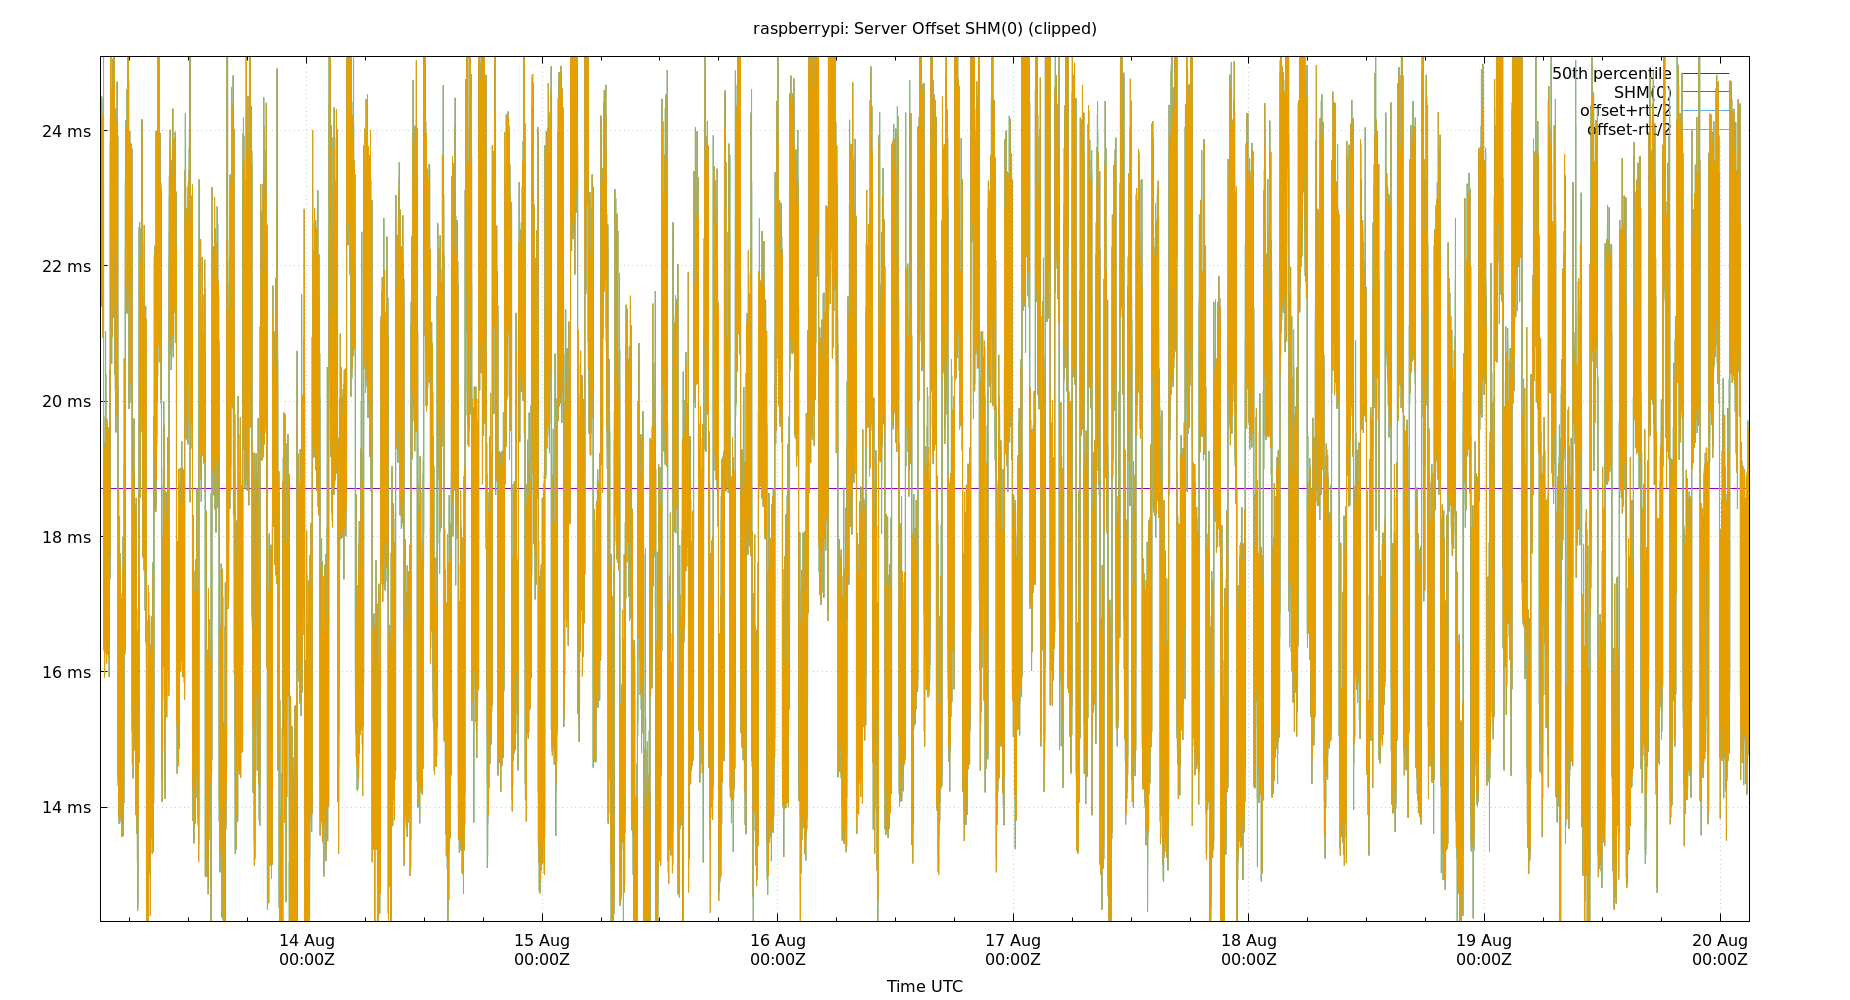 raspberrypi: Server Offset SHM(0) (clipped)
50th percentile
SHM(0)
offset+rtt/2
offset-rtt/2
24 ms
22 ms
20 ms
18 ms
16 ms
14 ms
14 Aug 15 Aug 16 Aug 17 Aug 18 Aug 19 Aug 20 Aug
00:00Z 00:00Z 00:00Z 00:00Z 00:00Z 00:00Z 00:00Z
Time UTC